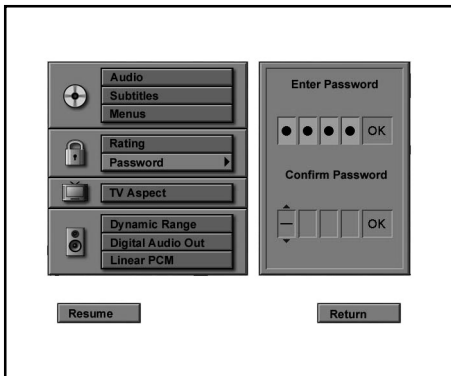 Audio
Subtitles
Menus
Rating
Password
TV Aspect
Dynamic Range
Digital Audio Out
Linear PCM
Enter Password
OK
Confirm Password
OK
Resume
Return